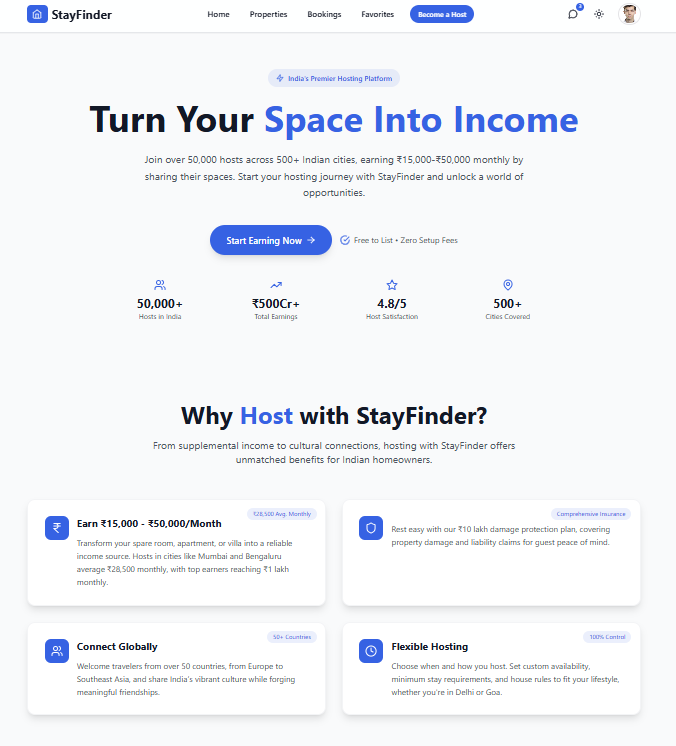 StayFinder
Home Properties Bookings Favorites Become a Host
India's Premier Hosting Platform
Turn Your Space Into Income
Join over 50,000 hosts across 500+ Indian cities, earning ₹15,000-₹50,000 monthly by
sharing their spaces. Start your hosting journey with StayFinder and unlock a world of
opportunities.
Start Earning Now →
Free to List • Zero Setup Fees
50,000+
Hosts in India
₹500Cr+
Total Earnings
4.8/5
Host Satisfaction
500+
Cities Covered
Why Host with StayFinder?
From supplemental income to cultural connections, hosting with StayFinder offers
unmatched benefits for Indian homeowners.
₹28,500 Avg. Monthly
₹
Earn ₹15,000 - ₹50,000/Month
Transform your spare room, apartment, or villa into a reliable
income source. Hosts in cities like Mumbai and Bengaluru
average ₹28,500 monthly, with top earners reaching ₹1 lakh
monthly.
Comprehensive Insurance
Rest easy with our ₹10 lakh damage protection plan, covering
property damage and liability claims for guest peace of mind.
50+ Countries
Connect Globally
Welcome travelers from over 50 countries, from Europe to
Southeast Asia, and share India's vibrant culture while forging
meaningful friendships.
100% Control
Flexible Hosting
Choose when and how you host. Set custom availability,
minimum stay requirements, and house rules to fit your lifestyle,
whether you're in Delhi or Goa.